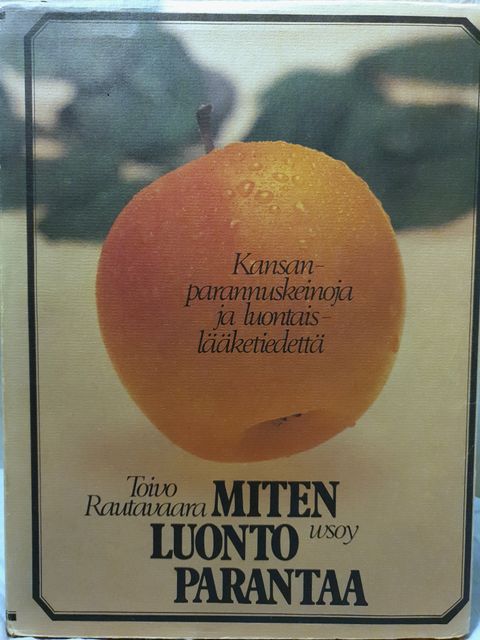 Kansan-
parannuskeinoja
ja luontais-
lääketiedettä
Toivo
Rautavaara MITEN
LUONTO wsoy
PARANTAA